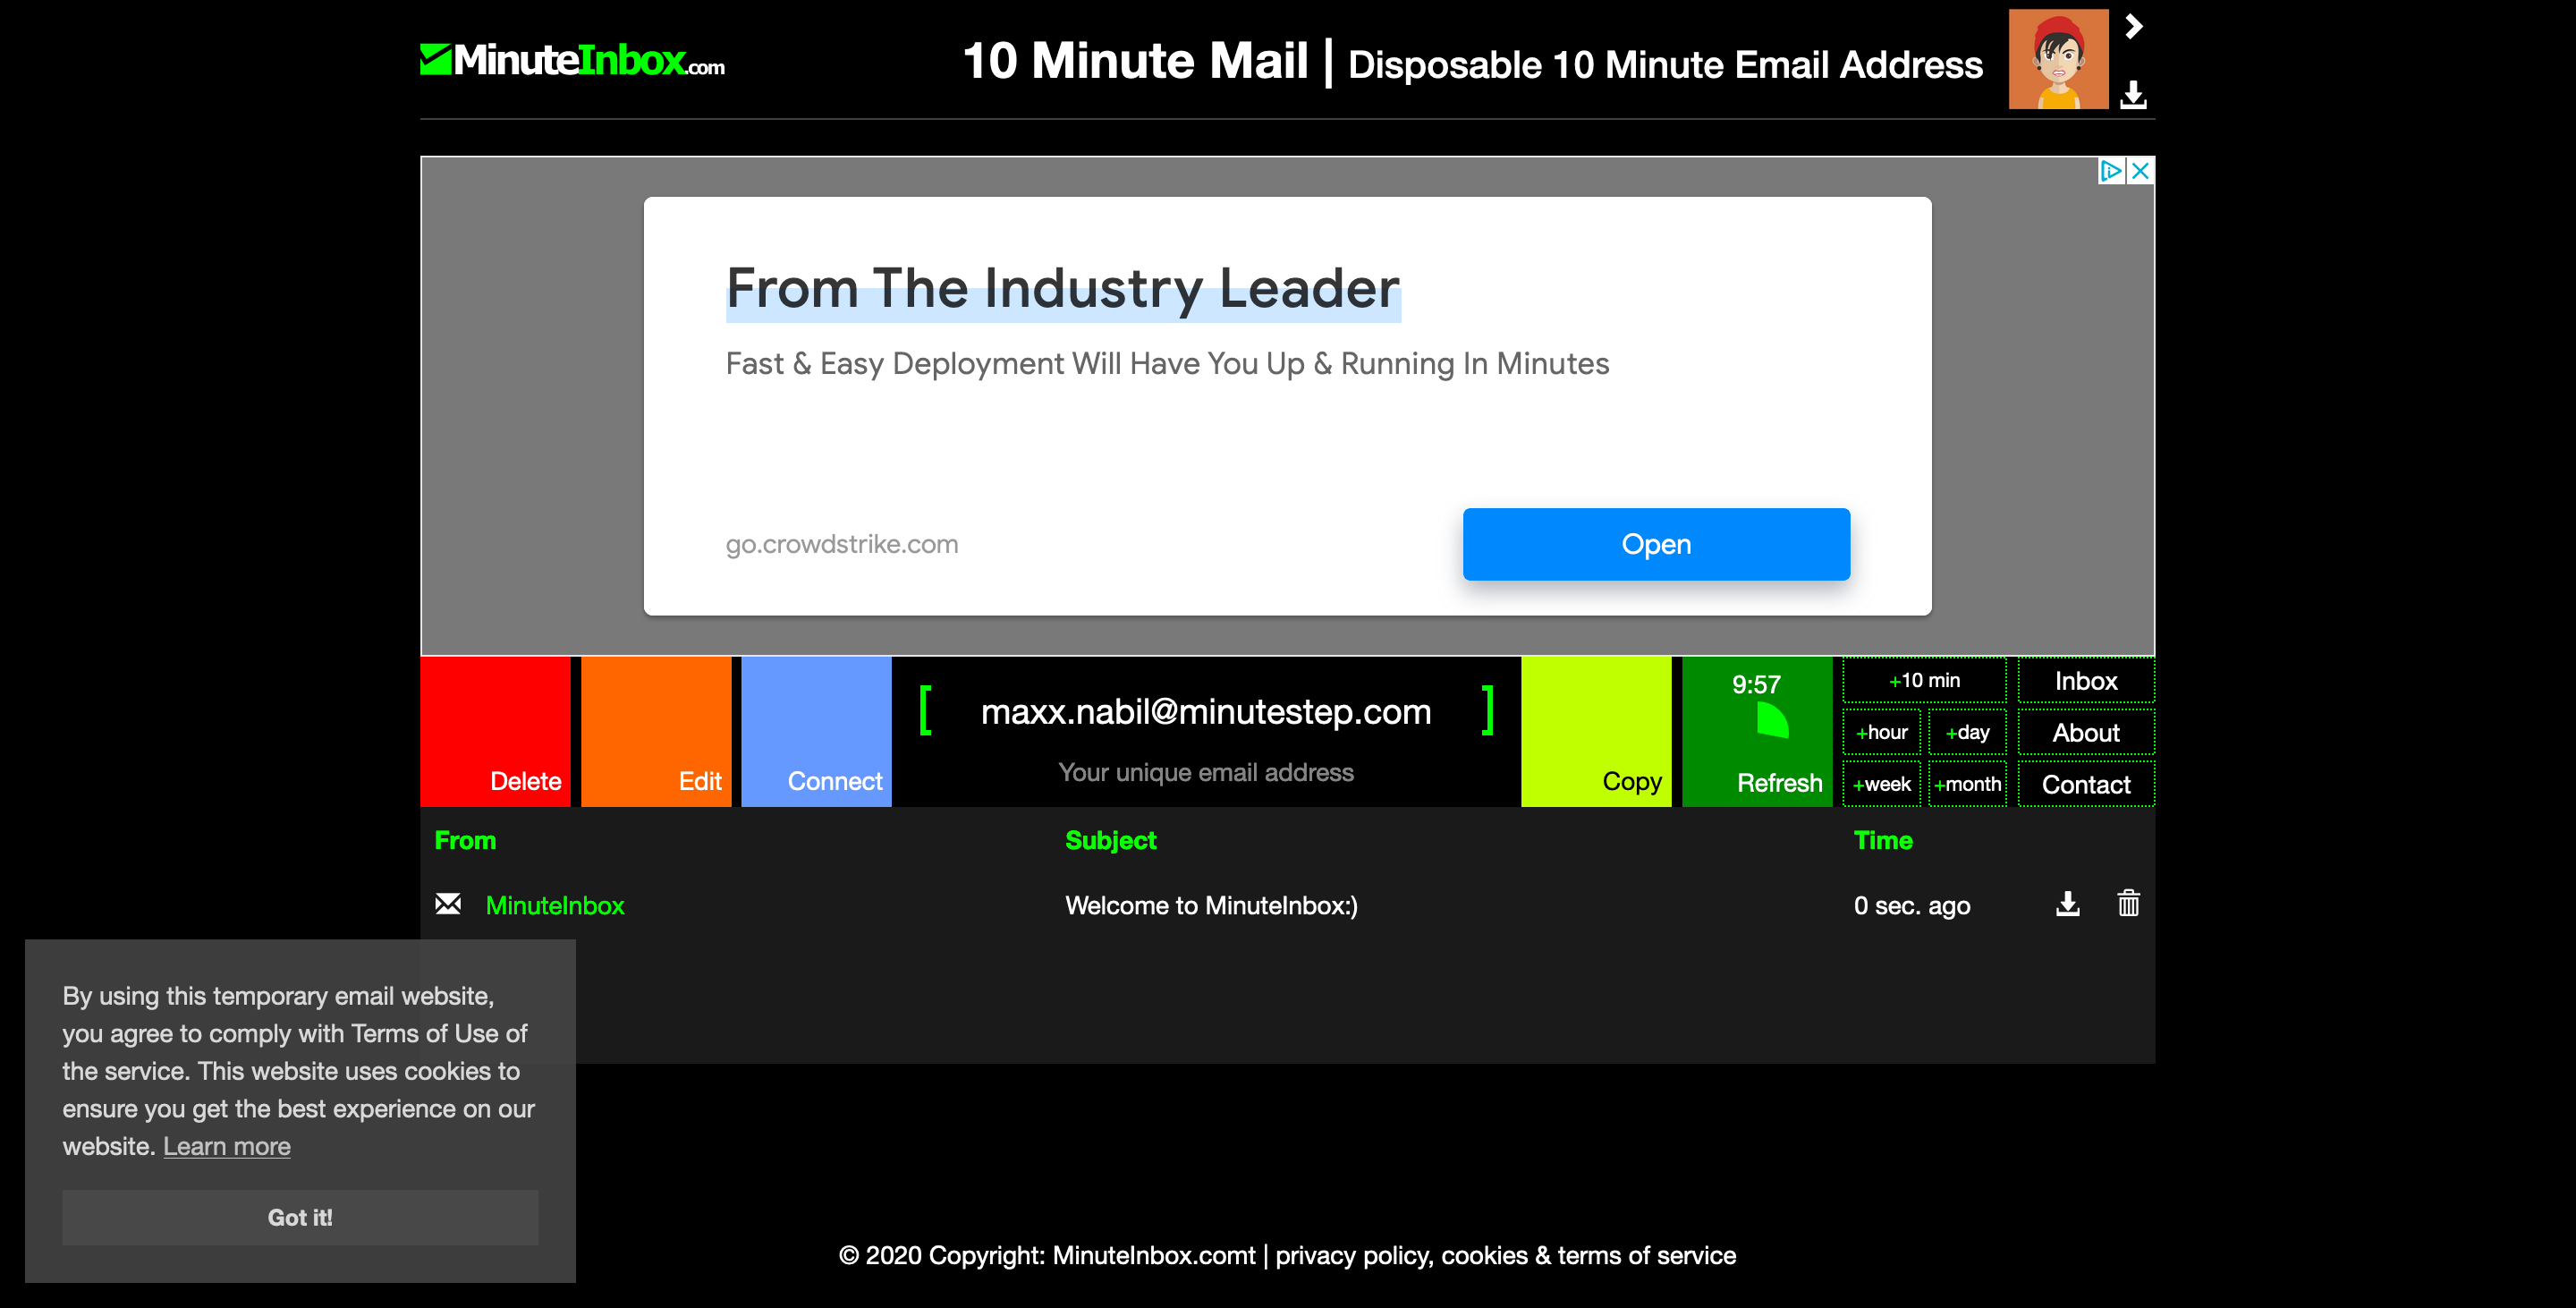 MinuteInbox.com
10 Minute Mail | Disposable 10 Minute Email Address
From The Industry Leader
Fast & Easy Deployment Will Have You Up & Running In Minutes
go.crowdstrike.com
Open
Delete
Edit
Connect
[ maxx.nabil@minutestep.com ]
Your unique email address
Copy
9:57
Refresh
+10 min
+hour +day
+week +month
Inbox
About
Contact
From Subject Time
MinuteInbox Welcome to MinuteInbox:) 0 sec. ago
By using this temporary email website,
you agree to comply with Terms of Use of
the service. This website uses cookies to
ensure you get the best experience on our
website. Learn more
Got it!
© 2020 Copyright: MinuteInbox.comt | privacy policy, cookies & terms of service